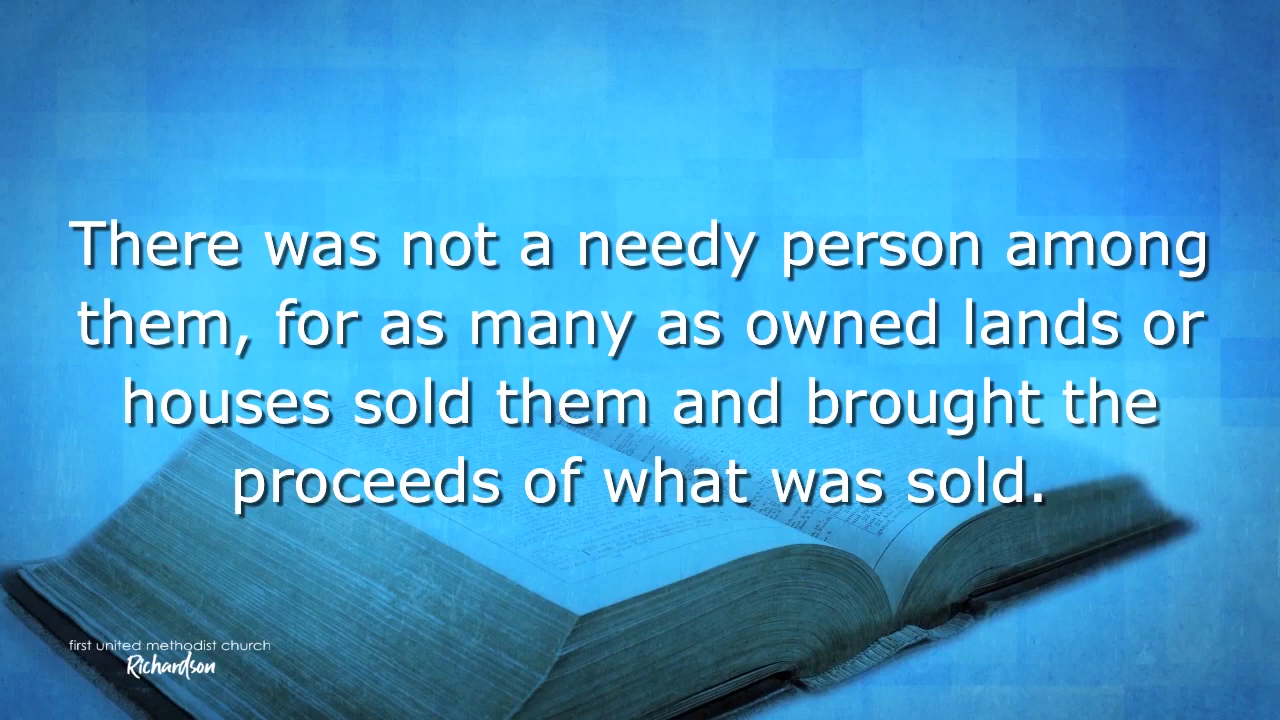 There was not a needy person among
them, for as many as owned lands or
houses sold them and brought the
proceeds of what was sold.
first united methodist church
Richardson